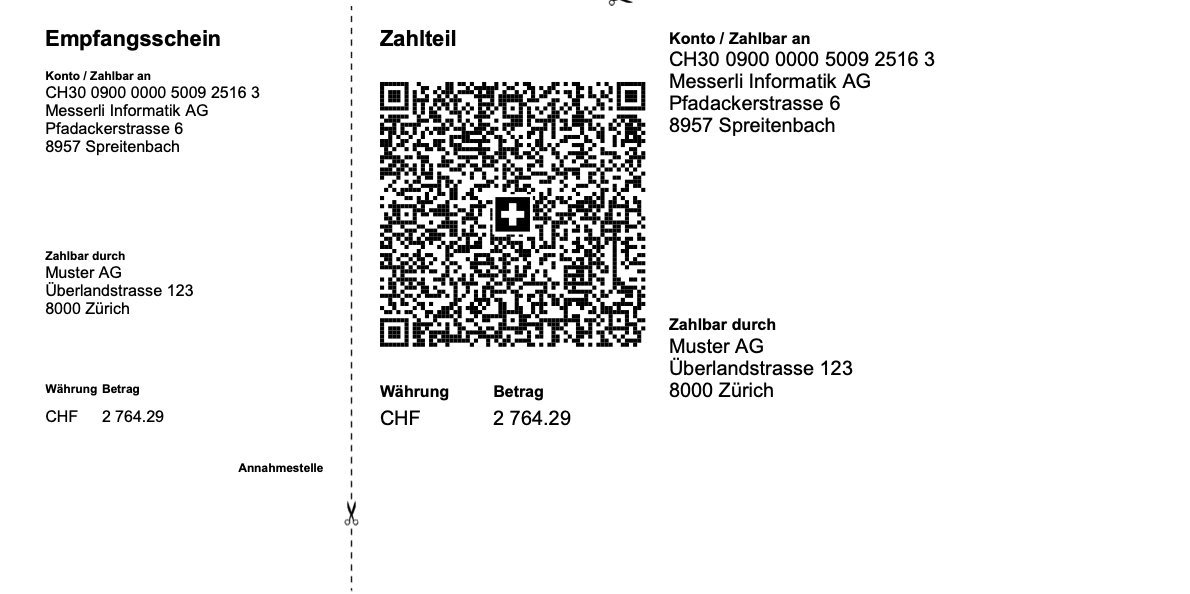 Empfangsschein
Konto / Zahlbar an
CH30 0900 0000 5009 2516 3
Messerli Informatik AG
Pfadackerstrasse 6
8957 Spreitenbach
Zahlbar durch
Muster AG
Überlandstrasse 123
8000 Zürich
Währung Betrag
CHF 2 764.29
Annahmestelle
Zahlteil
Währung Betrag
CHF 2 764.29
Konto / Zahlbar an
CH30 0900 0000 5009 2516 3
Messerli Informatik AG
Pfadackerstrasse 6
8957 Spreitenbach
Zahlbar durch
Muster AG
Überlandstrasse 123
8000 Zürich